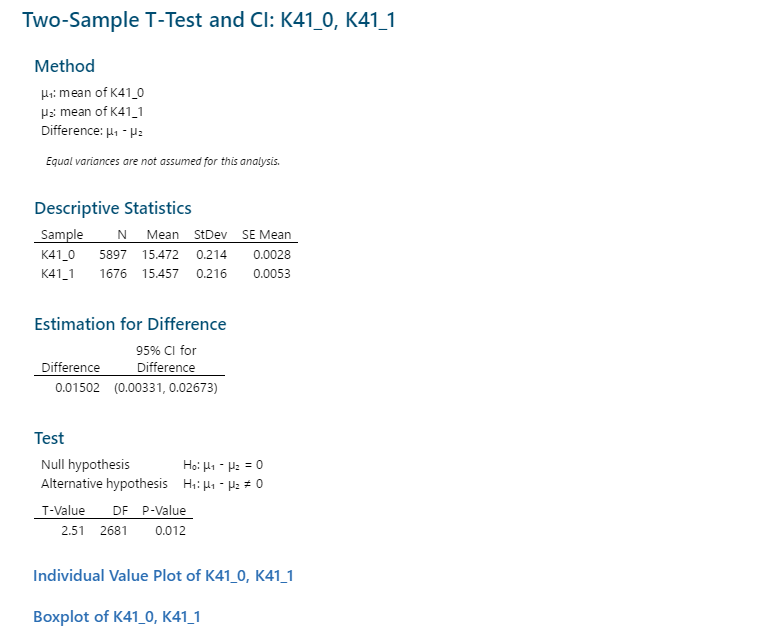 Two-Sample T-Test and CI: K41_0, K41_1
Method
μ₁: mean of K41_0
μ₂: mean of K41_1
Difference: μ₁ - μ₂
Equal variances are not assumed for this analysis.
Descriptive Statistics
Sample N Mean StDev SE Mean
K41_0 5897 15.472 0.214 0.0028
K41_1 1676 15.457 0.216 0.0053
Estimation for Difference
95% CI for
Difference Difference
0.01502 (0.00331, 0.02673)
Test
Null hypothesis H₀: μ₁ - μ₂ = 0
Alternative hypothesis H₁: μ₁ - μ₂ ≠ 0
T-Value DF P-Value
2.51 2681 0.012
Individual Value Plot of K41_0, K41_1
Boxplot of K41_0, K41_1